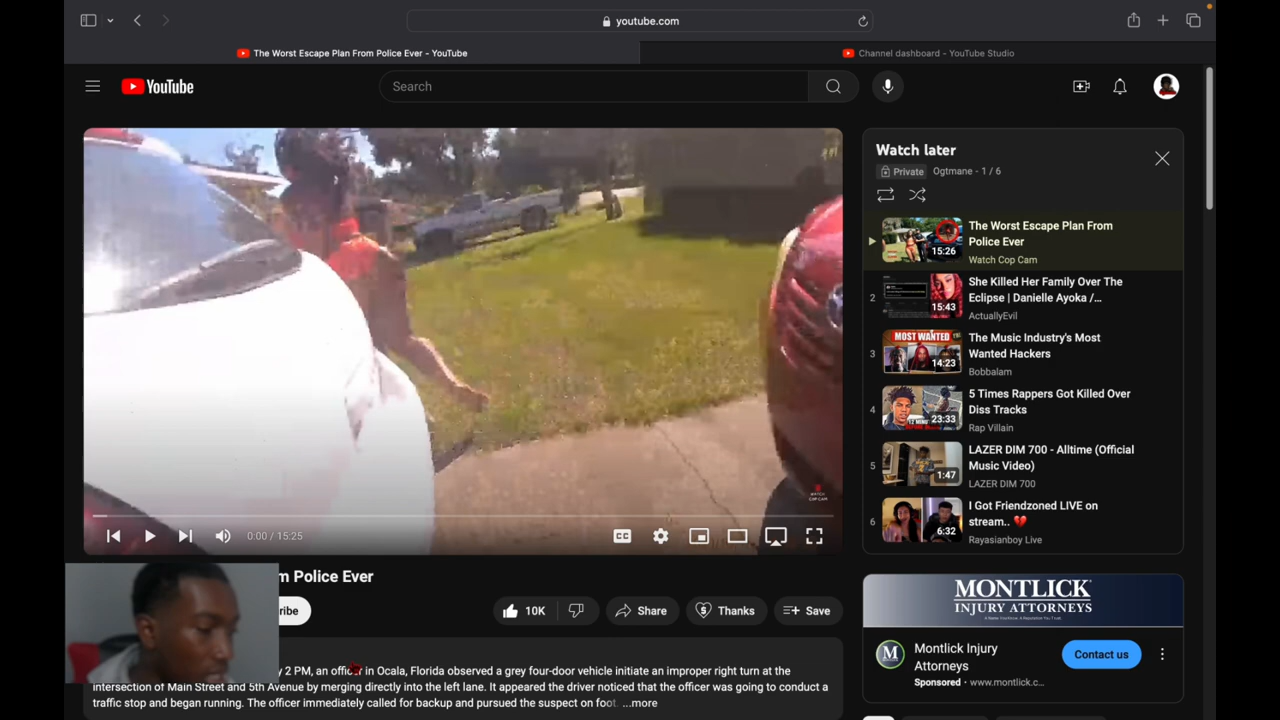 youtube.com
The Worst Escape Plan From Police Ever - YouTube
Channel dashboard - YouTube Studio
YouTube
Search
Watch later
Private
Ogtmane - 1 / 6
The Worst Escape Plan From
Police Ever
15:26
Watch Cop Cam
2
She Killed Her Family Over The
Eclipse | Danielle Ayoka /...
15:43
ActuallyEvil
3
MOST WANTED
The Music Industry's Most
Wanted Hackers
14:23
Bobbalam
4
5 Times Rappers Got Killed Over
Diss Tracks
23:33
Rap Villain
5
LAZER DIM 700 - Alltime (Official
Music Video)
1:47
LAZER DIM 700
6
I Got Friendzoned LIVE on
stream.. 💔
6:32
Rayasianboy Live
WATCH
COP CAM
0:00 / 15:25
CC
m Police Ever
ibe
10K
Share
Thanks
Save
y 2 PM, an officer in Ocala, Florida observed a grey four-door vehicle initiate an improper right turn at the
intersection of Main Street and 5th Avenue by merging directly into the left lane. It appeared the driver noticed that the officer was going to conduct a
traffic stop and began running. The officer immediately called for backup and pursued the suspect on foot. ...more
MONTLICK
INJURY ATTORNEYS
M
Montlick Injury
Attorneys
Sponsored
www.montlick.c...
Contact us